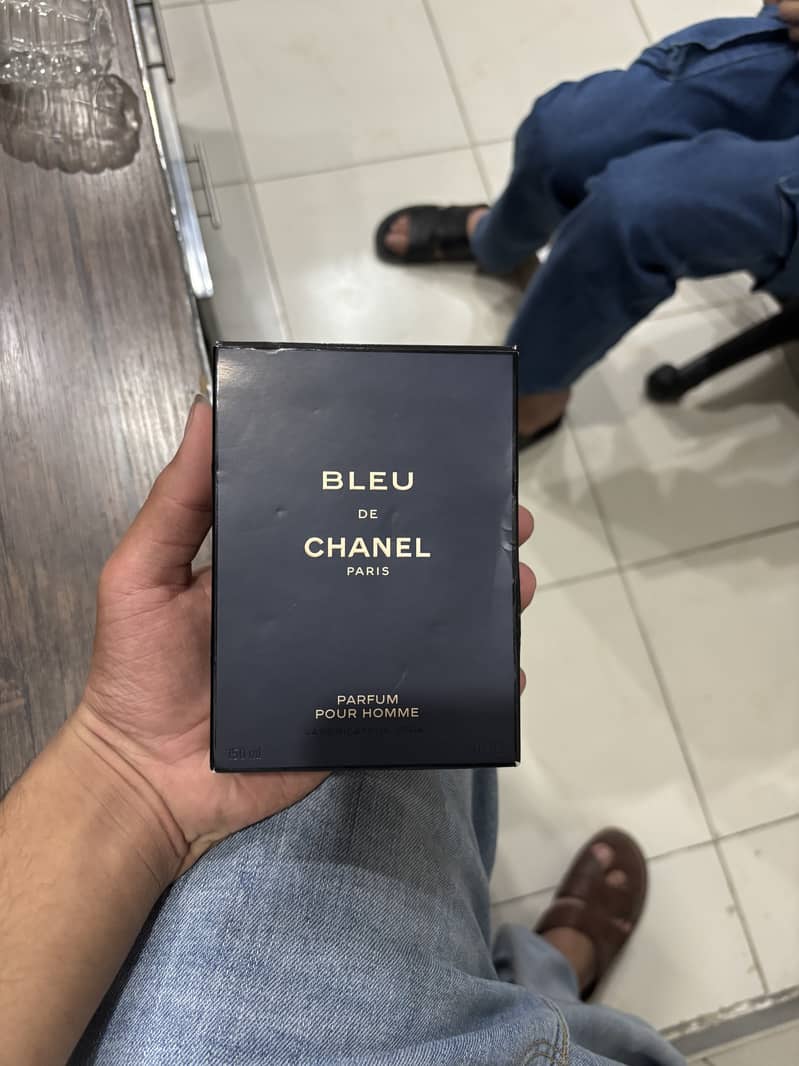 BLEU
DE
CHANEL
PARIS
PARFUM
POUR HOMME
150 ml